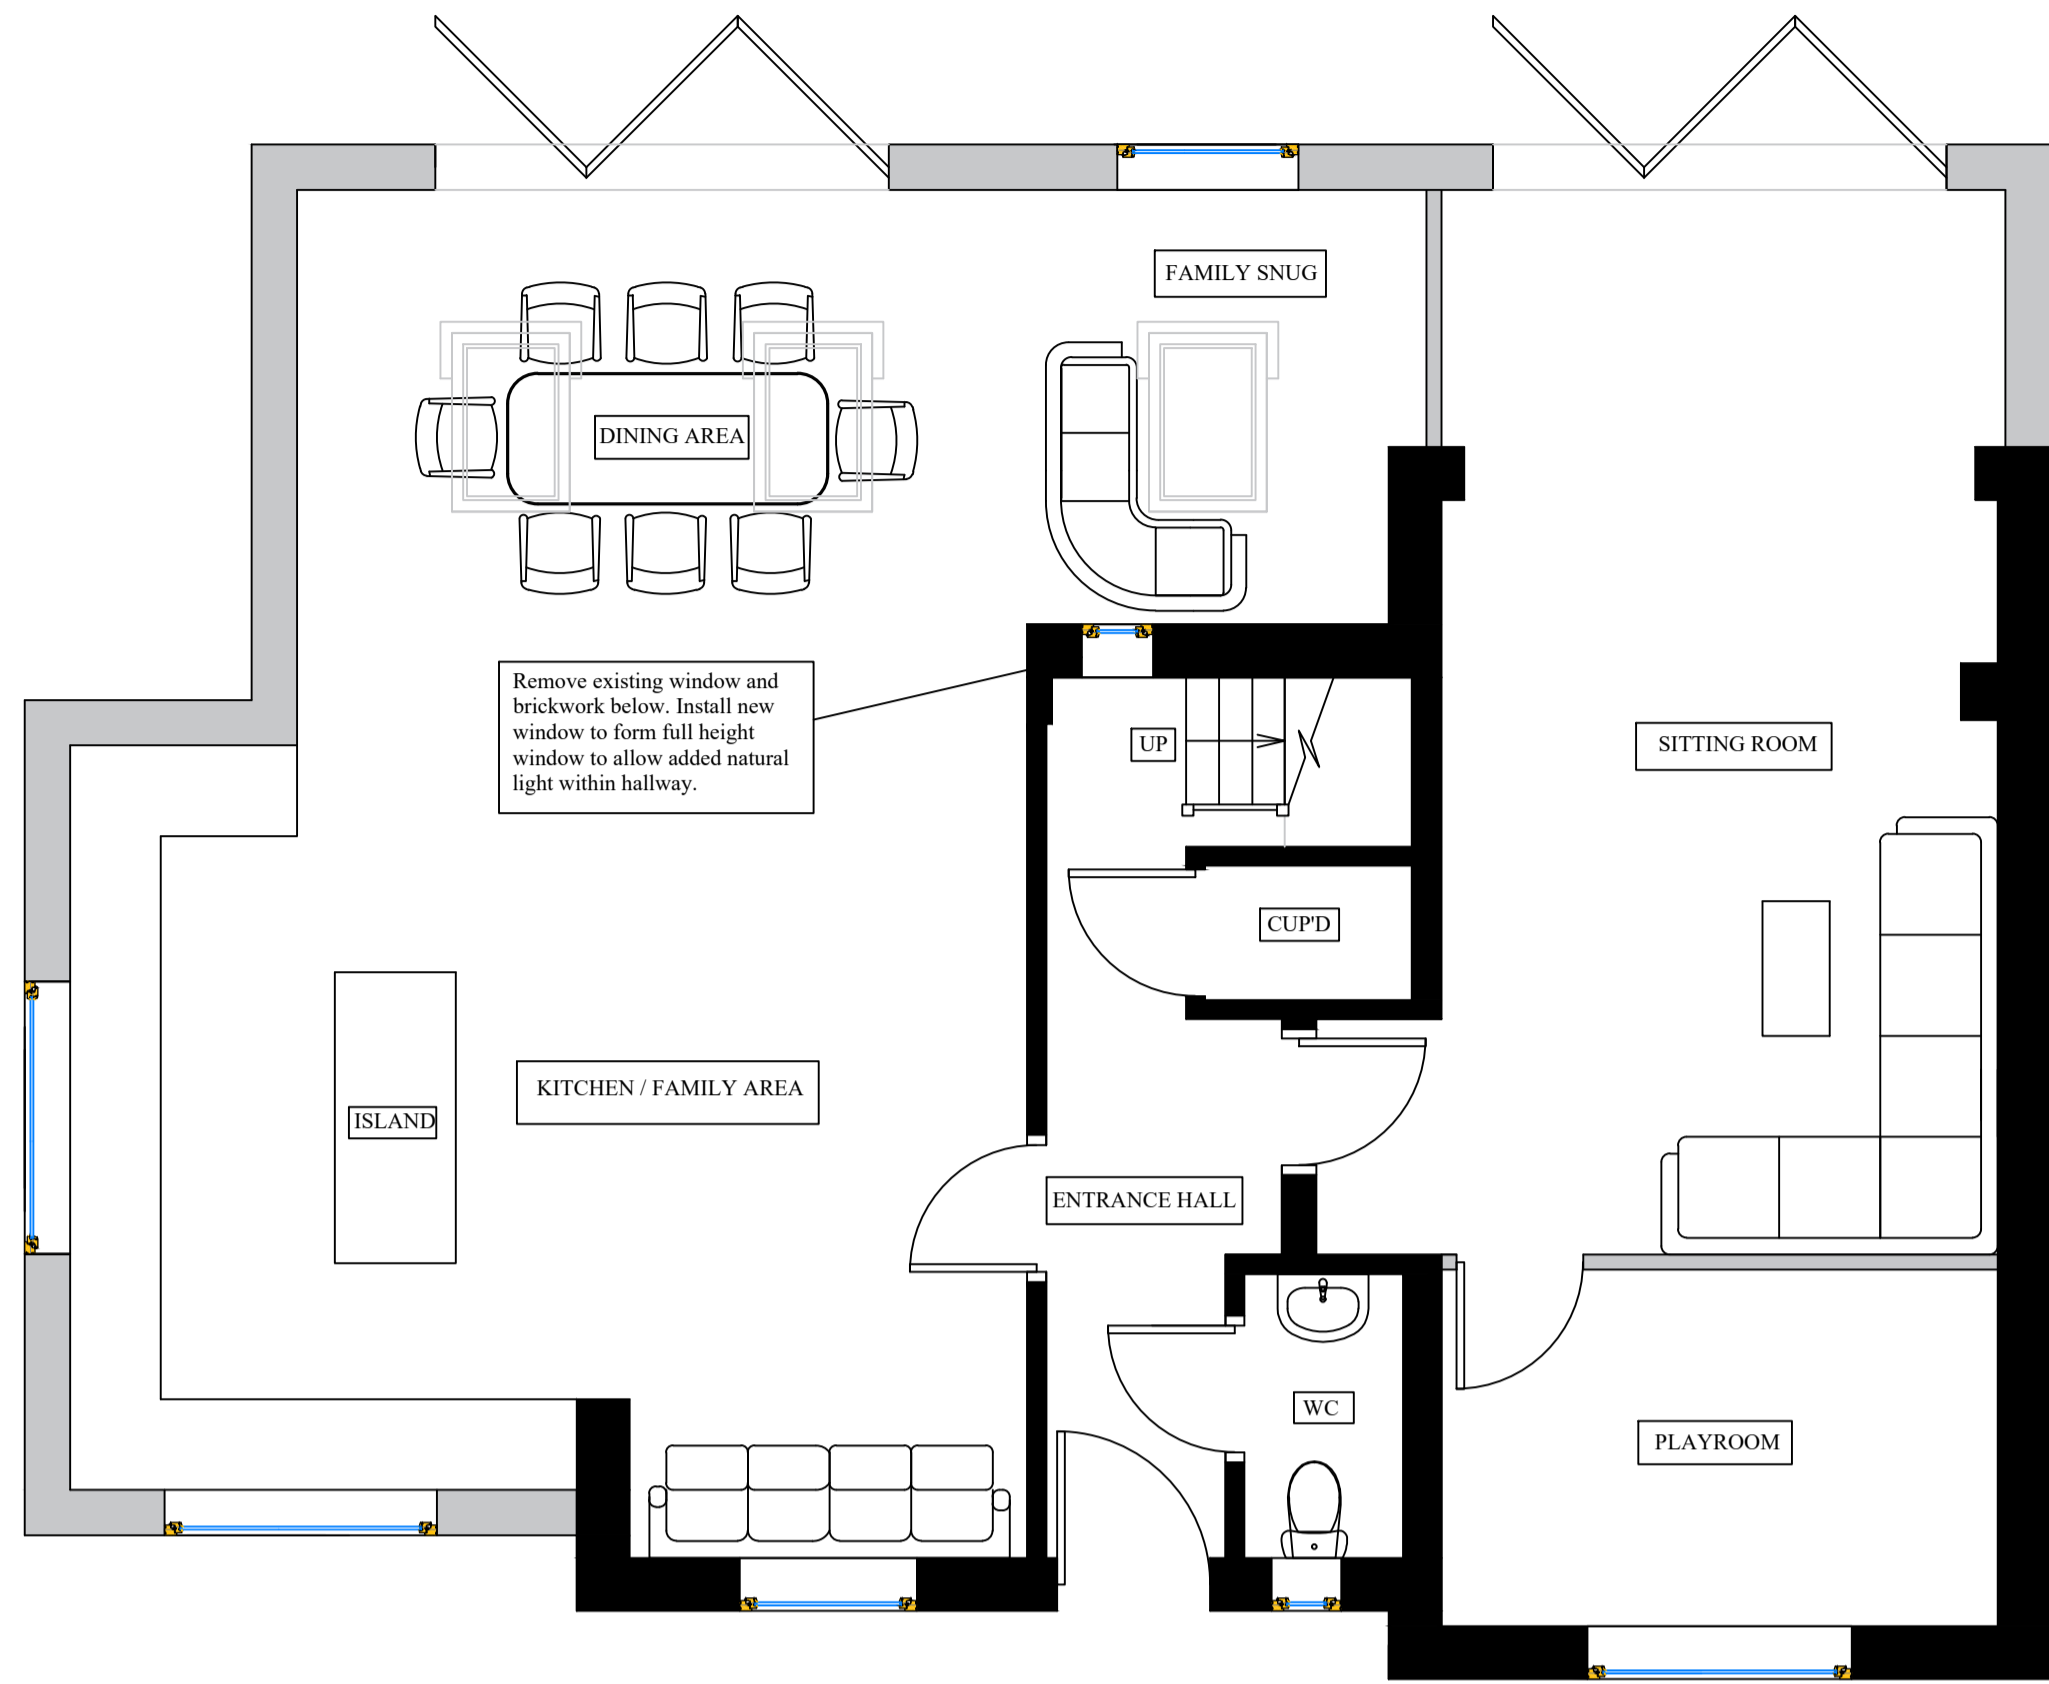 FAMILY SNUG
DINING AREA
Remove existing window and
brickwork below. Install new
window to form full height
window to allow added natural
light within hallway.
UP
SITTING ROOM
CUP'D
KITCHEN / FAMILY AREA
ISLAND
ENTRANCE HALL
WC
PLAYROOM